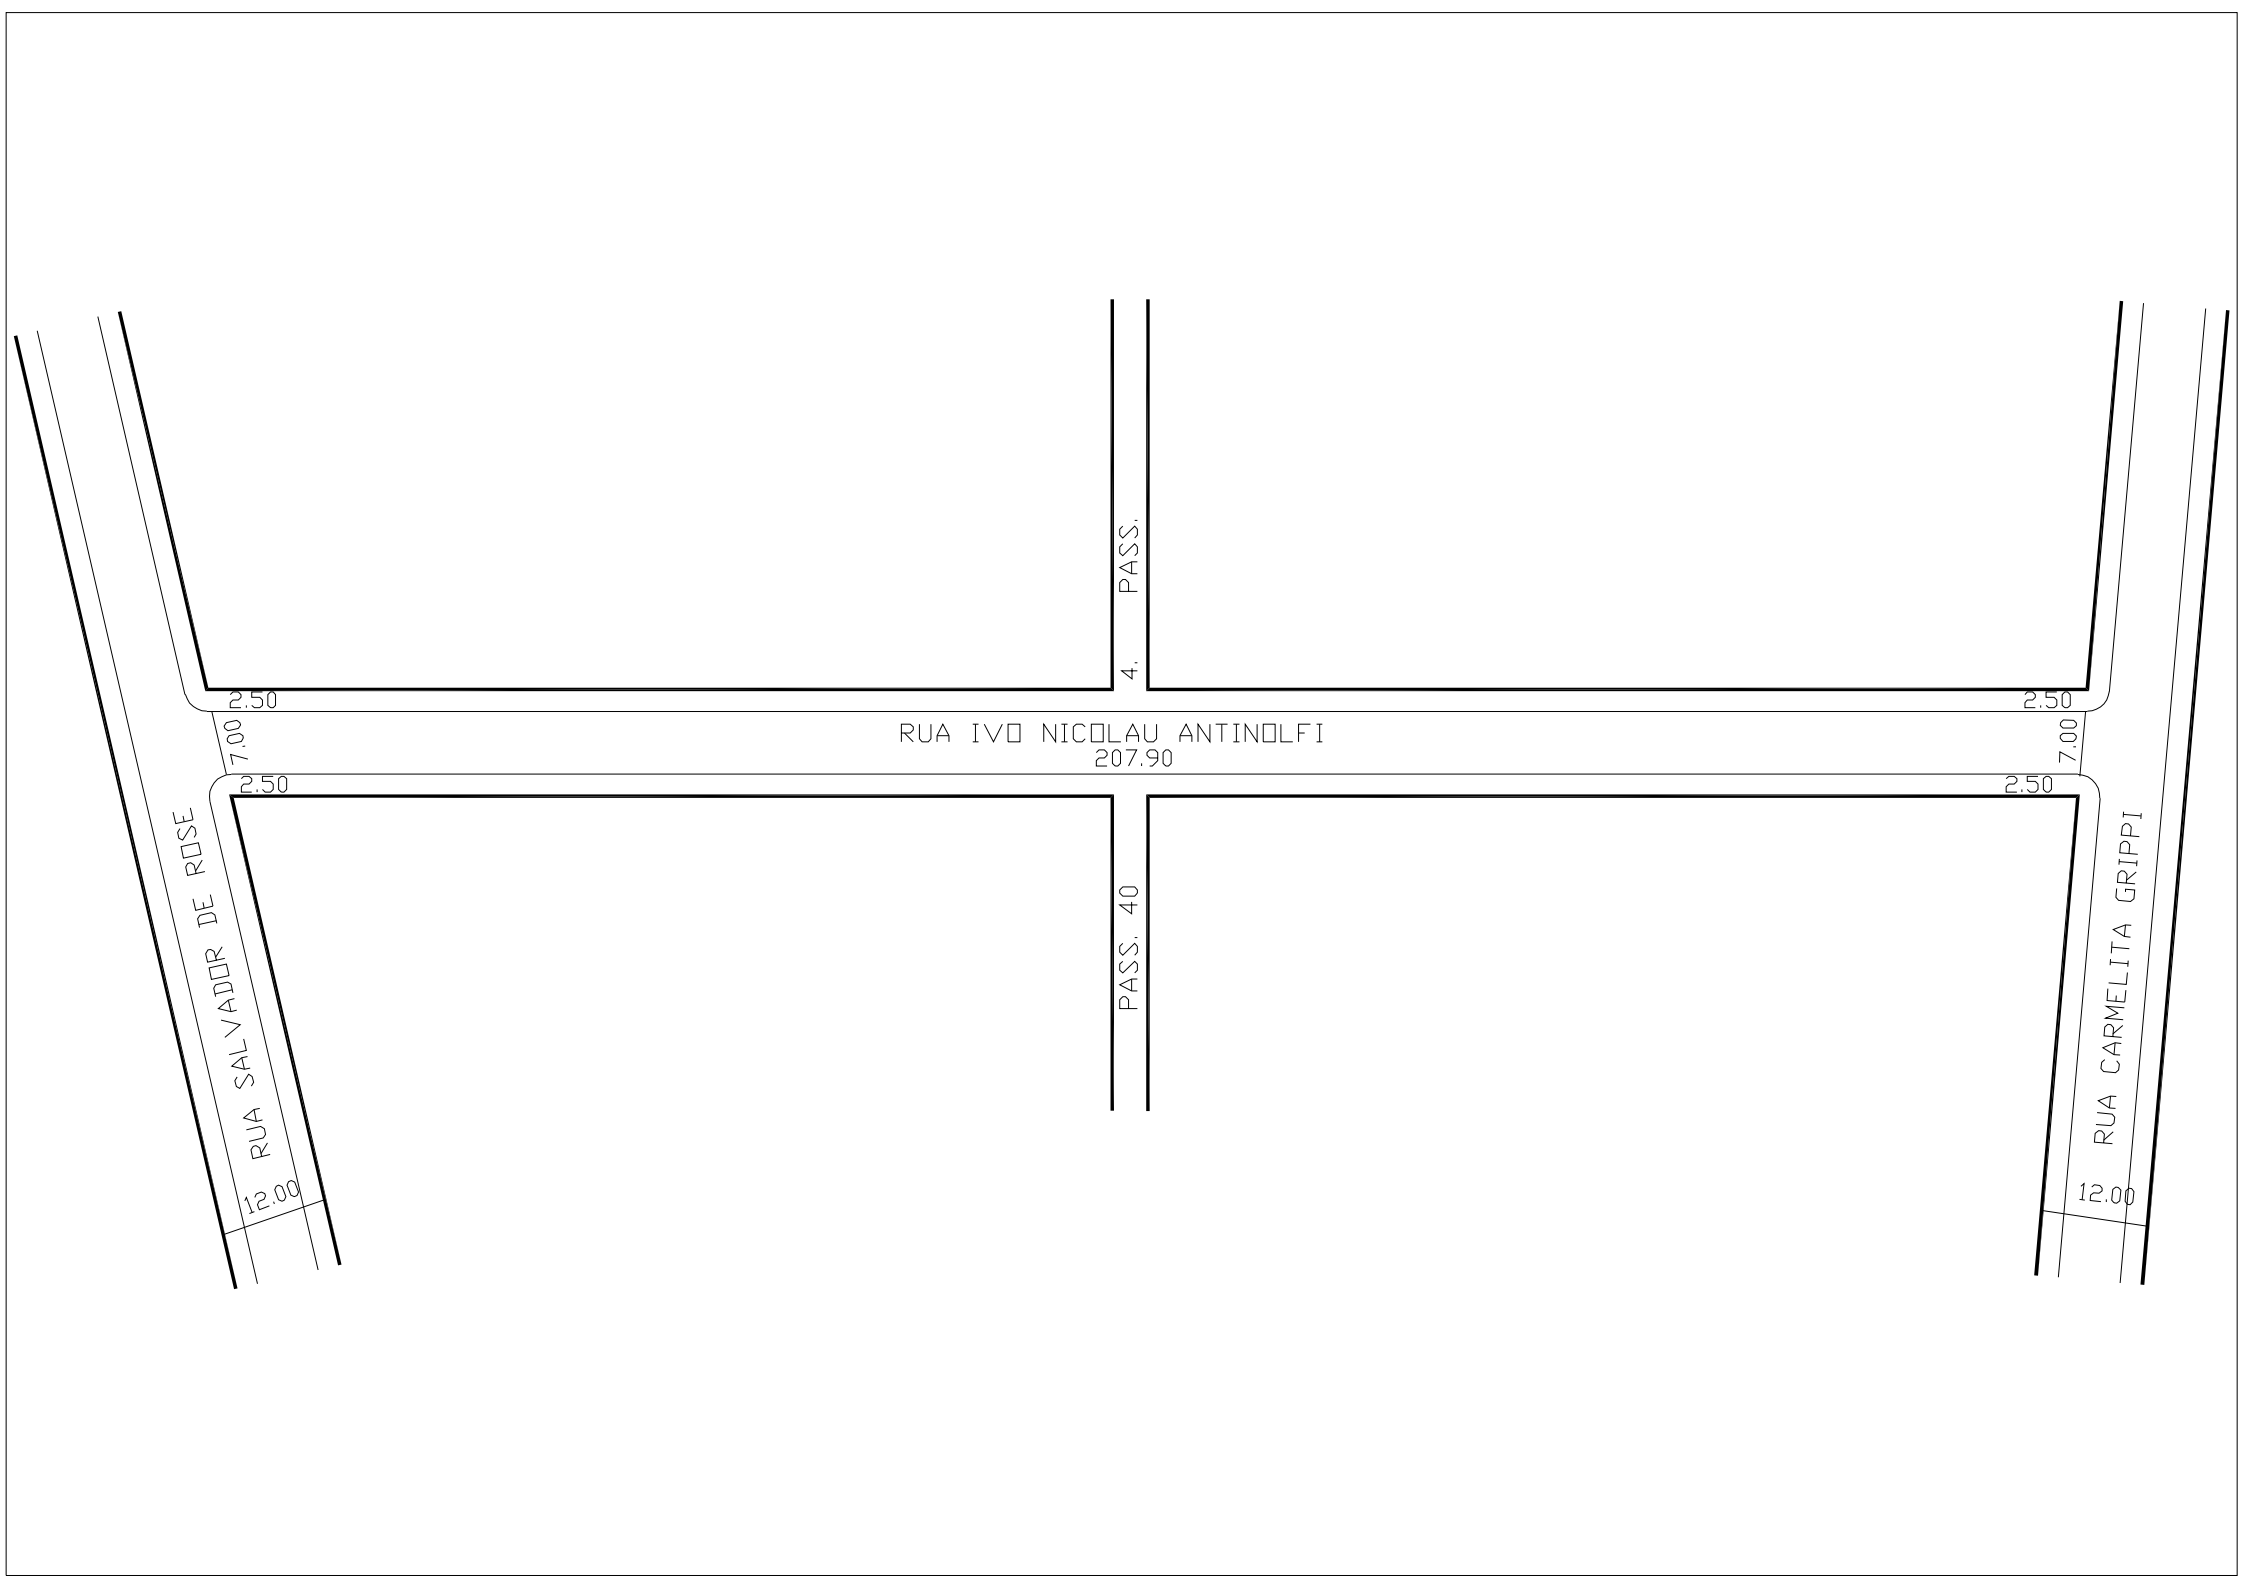 PASS.
4.
2.50
2.50
7.00
RUA IVO NICOLAU ANTINOLFI
7.00
207.90
2.50
2.50
RUA SALVADOR DE ROSE
PASS. 40
RUA CARMELITA GRIPPI
12.00
12.00